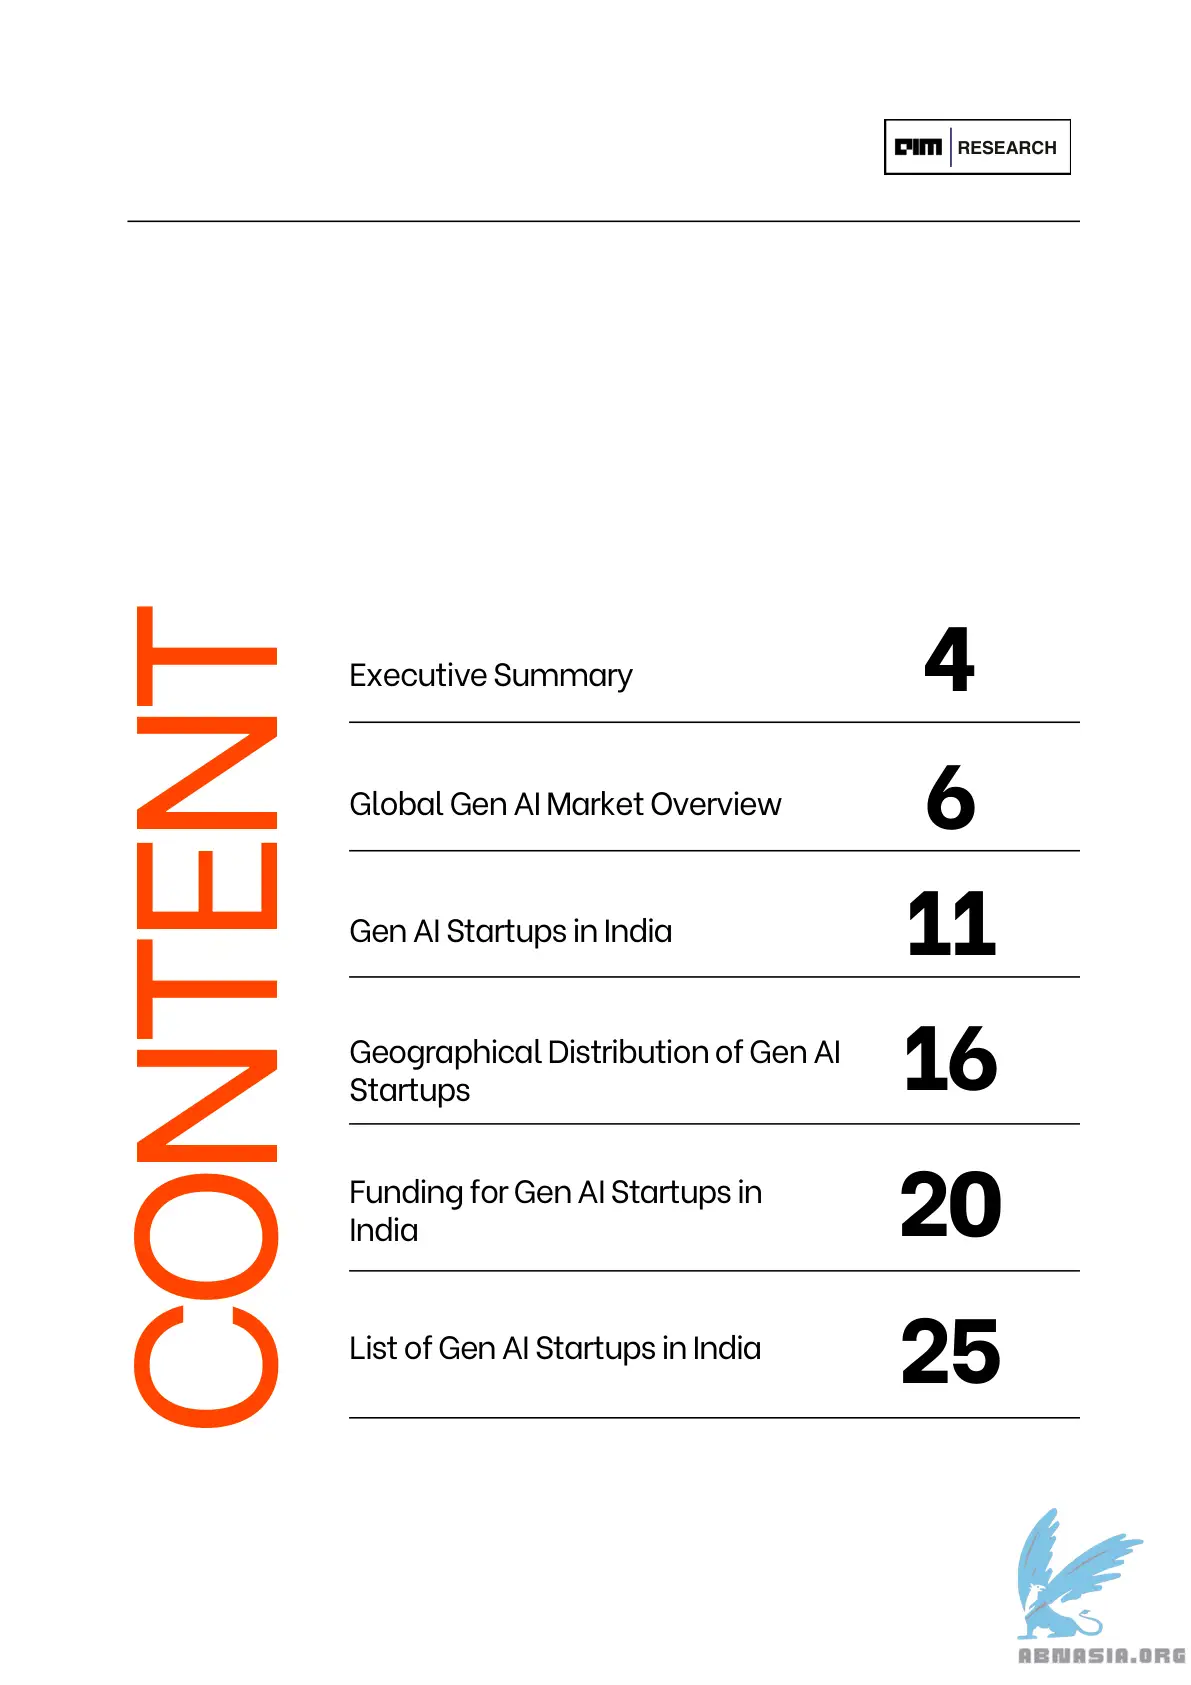 AIM RESEARCH
CONTENT
Executive Summary 4
Global Gen AI Market Overview 6
Gen AI Startups in India 11
Geographical Distribution of Gen AI
Startups 16
Funding for Gen AI Startups in
India 20
List of Gen AI Startups in India 25
ABNASIA.ORG